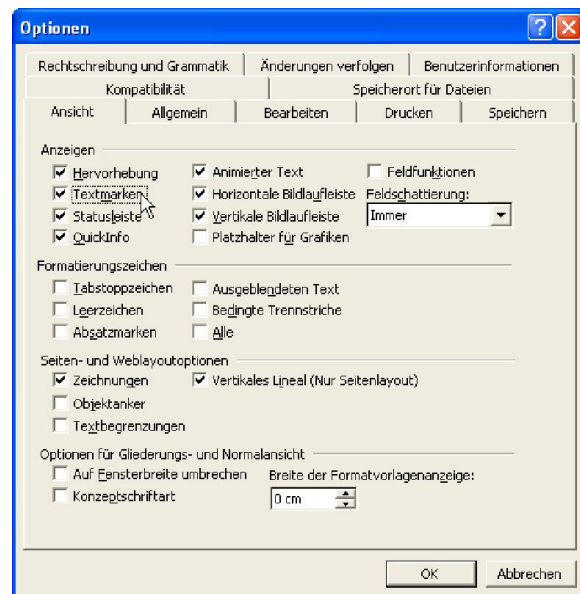 Optionen
Rechtschreibung und Grammatik Änderungen verfolgen Benutzerinformationen
Kompatibilität Speicherort für Dateien
Ansicht Allgemein Bearbeiten Drucken Speichern
Anzeigen
Hervorhebung Animierter Text Feldfunktionen
Textmarken Horizontale Bildlaufleiste Feldschattierung:
Statusleiste Vertikale Bildlaufleiste Immer
QuickInfo Platzhalter für Grafiken
Formatierungszeichen
Tabstoppzeichen Ausgeblendeten Text
Leerzeichen Bedingte Trennstriche
Absatzmarken Alle
Seiten- und Weblayoutoptionen
Zeichnungen Vertikales Lineal (Nur Seitenlayout)
Objektanker
Textbegrenzungen
Optionen für Gliederungs- und Normalansicht
Auf Fensterbreite umbrechen Breite der Formatvorlagenanzeige:
Konzeptschriftart 0 cm
OK Abbrechen